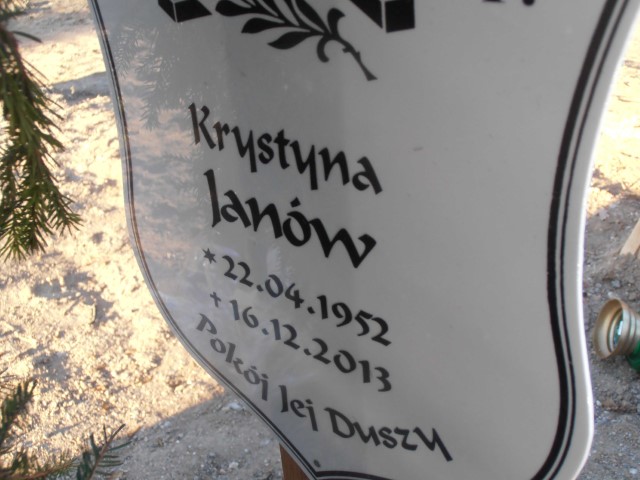 Krystyna
Janów
* 22.04.1952
† 16.12.2013
Pokój Jej Duszy